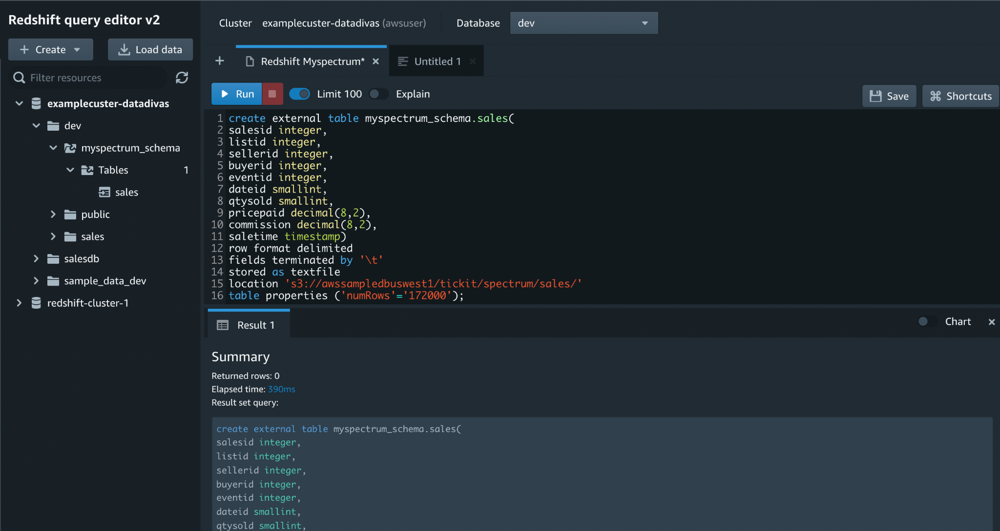 Redshift query editor v2
Create
Load data
Filter resources
examplecuster-datadivas
dev
myspectrum_schema
Tables 1
sales
public
sales
salesdb
sample_data_dev
redshift-cluster-1
Cluster examplecuster-datadivas (awsuser) Database dev
Redshift Myspectrum* Untitled 1
Run Limit 100 Explain Save Shortcuts
1 create external table myspectrum_schema.sales(
2 salesid integer,
3 listid integer,
4 sellerid integer,
5 buyerid integer,
6 eventid integer,
7 dateid smallint,
8 qtysold smallint,
9 pricepaid decimal(8,2),
10 commission decimal(8,2),
11 saletime timestamp)
12 row format delimited
13 fields terminated by '\t'
14 stored as textfile
15 location 's3://awssampledbuswest1/tickit/spectrum/sales/'
16 table properties ('numRows'='172000');
Result 1 Chart
Summary
Returned rows: 0
Elapsed time: 390ms
Result set query:
create external table myspectrum_schema.sales(
salesid integer,
listid integer,
sellerid integer,
buyerid integer,
eventid integer,
dateid smallint,
qtysold smallint,